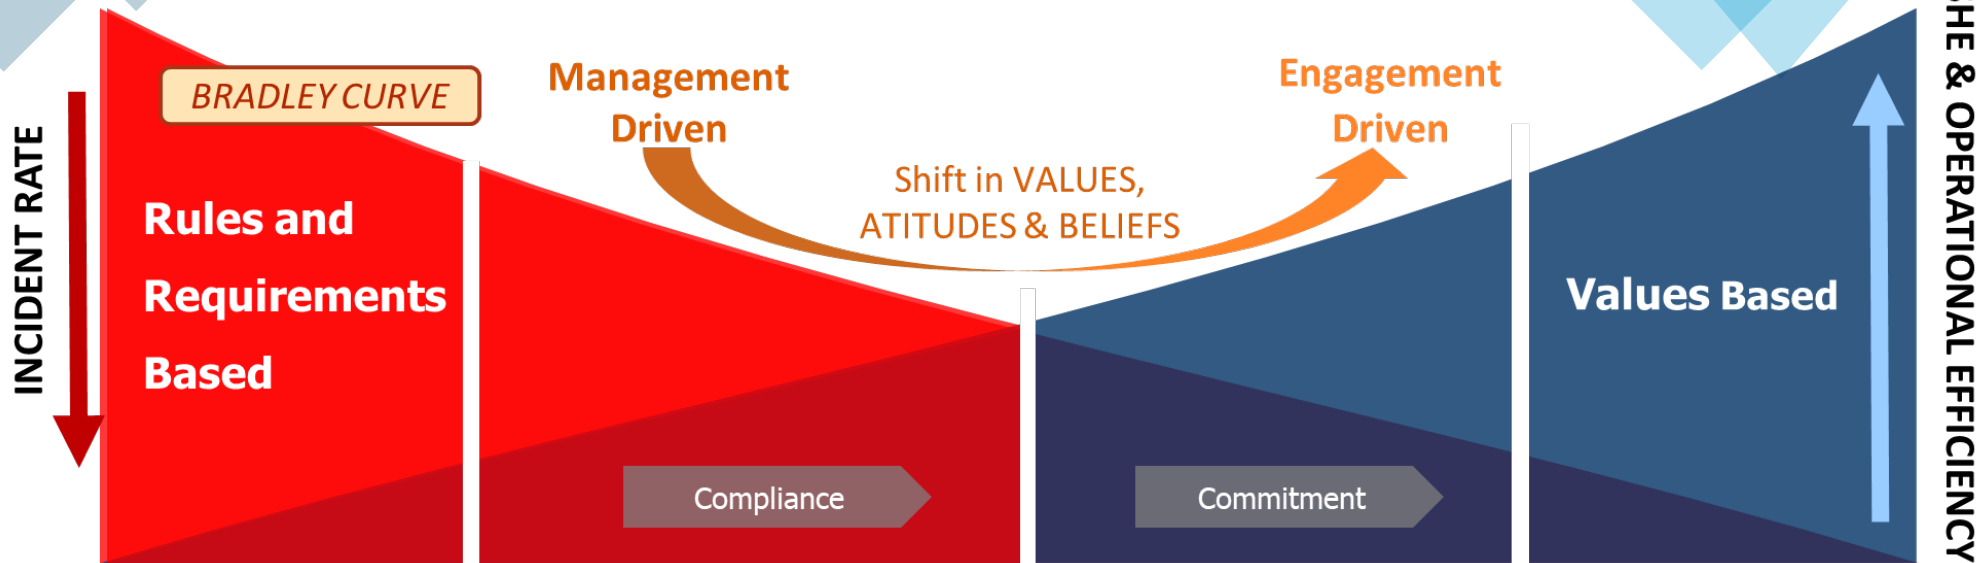 INCIDENT RATE
BRADLEY CURVE
Rules and
Requirements
Based
Management
Driven
Shift in VALUES,
ATITUDES & BELIEFS
Engagement
Driven
Compliance
Commitment
Values Based
SHE & OPERATIONAL EFFICIENCY